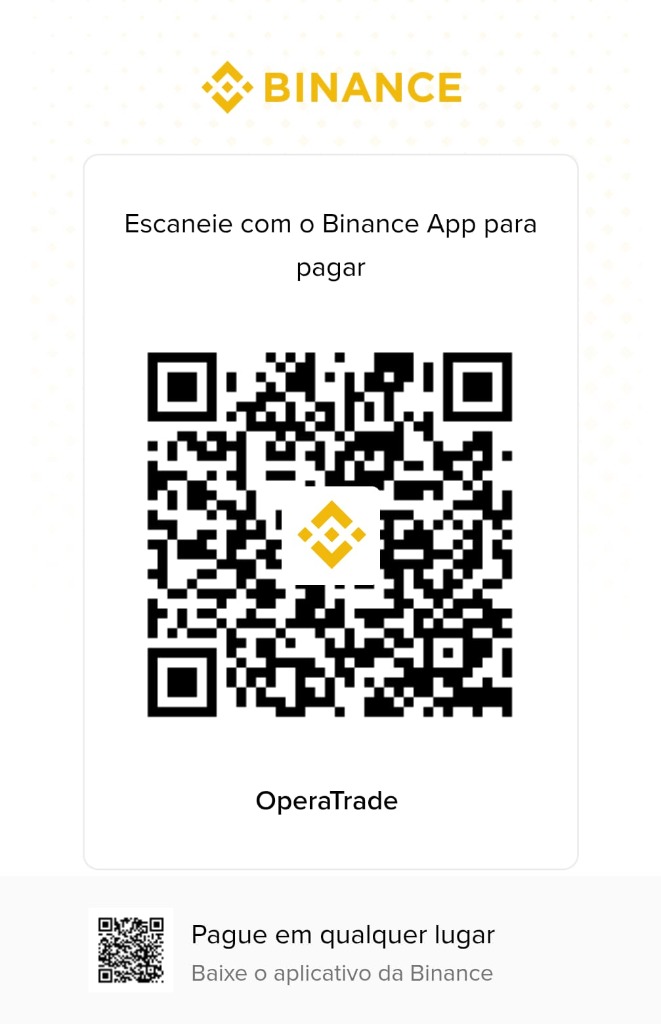 BINANCE
Escaneie com o Binance App para
pagar
OperaTrade
Pague em qualquer lugar
Baixe o aplicativo da Binance